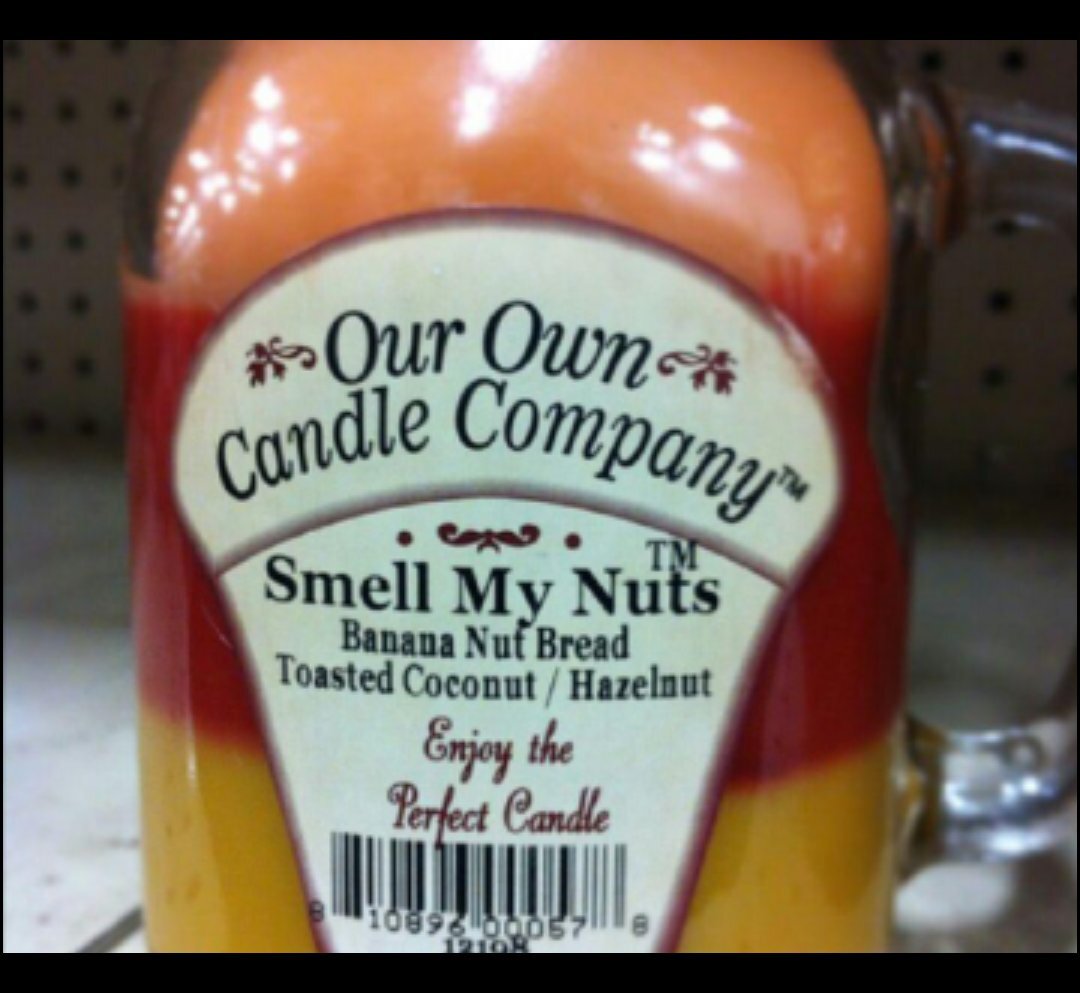 Our Own
Candle Company™
Smell My Nuts™
Banana Nut Bread
Toasted Coconut / Hazelnut
Enjoy the
Perfect Candle
8 10896 00057 8
12198